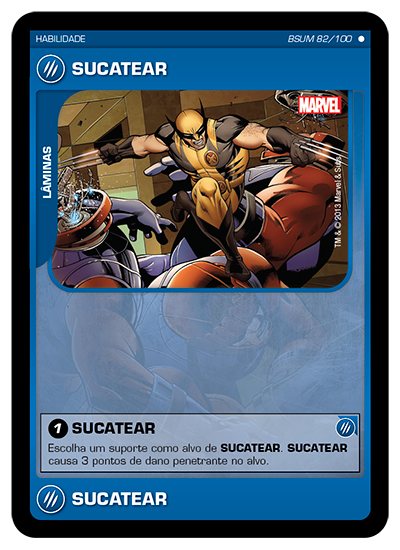 HABILIDADE
BSUM 82/100
SUCATEAR
MARVEL
LÂMINAS
TM & © 2013 Marvel & Subs.
1 SUCATEAR
Escolha um suporte como alvo de SUCATEAR. SUCATEAR
causa 3 pontos de dano penetrante no alvo.
SUCATEAR